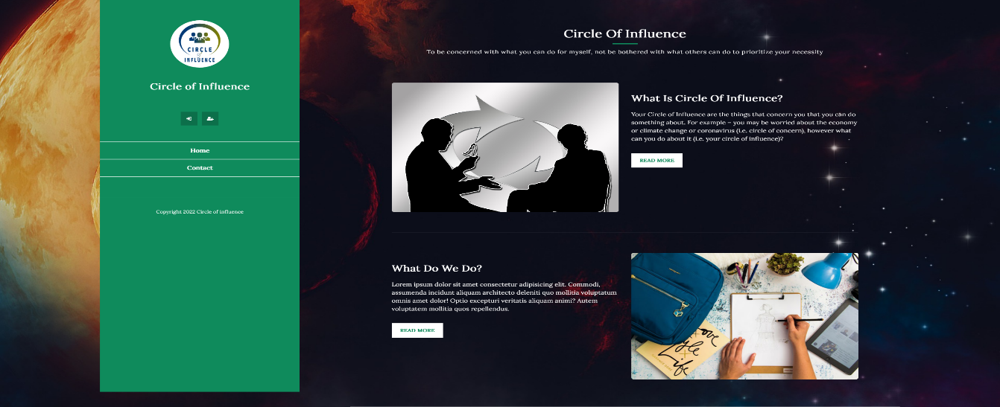 CIRCLE
of
INFLUENCE
Circle of Influence
Home
Contact
Copyright 2022 Circle of Influence
Circle Of Influence
To be concerned with what you can do for myself, not be bothered with what others can do to prioritize your necessity
What Is Circle Of Influence?
Your Circle of Influence are the things that concern you that you can do
something about. For example – you may be worried about the economy
or climate change or coronavirus (i.e. circle of concern), however what
can you do about it (i.e. your circle of influence)?
READ MORE
What Do We Do?
Lorem ipsum dolor sit amet consectetur adipisicing elit. Commodi,
assumenda incidunt aliquam architecto deleniti quo mollitia voluptatum
omnis amet dolor! Optio excepturi veritatis aliquam animi? Autem
voluptatem mollitia quos repellendus.
READ MORE
Love
Style
Life